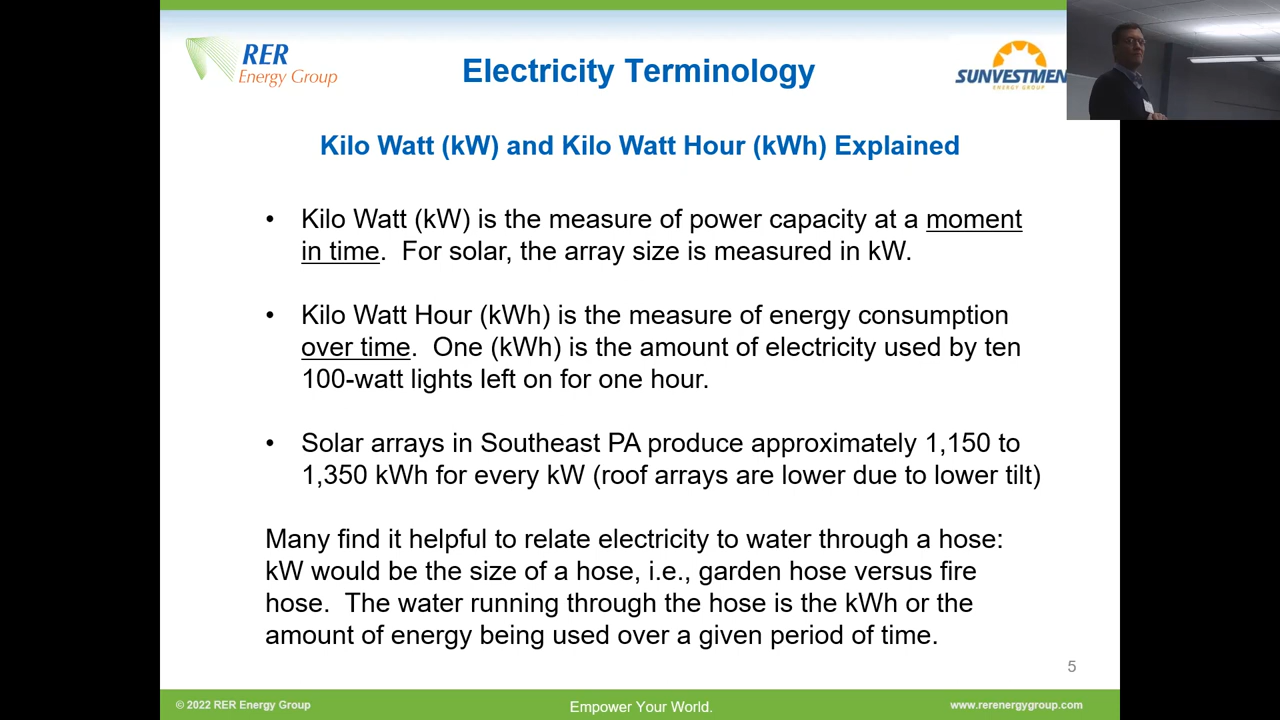 RER
Energy Group
Electricity Terminology
SUNVESTMEN
ENERGY GROUP
Kilo Watt (kW) and Kilo Watt Hour (kWh) Explained
• Kilo Watt (kW) is the measure of power capacity at a moment
in time. For solar, the array size is measured in kW.
• Kilo Watt Hour (kWh) is the measure of energy consumption
over time. One (kWh) is the amount of electricity used by ten
100-watt lights left on for one hour.
• Solar arrays in Southeast PA produce approximately 1,150 to
1,350 kWh for every kW (roof arrays are lower due to lower tilt)
Many find it helpful to relate electricity to water through a hose:
kW would be the size of a hose, i.e., garden hose versus fire
hose. The water running through the hose is the kWh or the
amount of energy being used over a given period of time.
5
© 2022 RER Energy Group
Empower Your World.
www.rerenergygroup.com